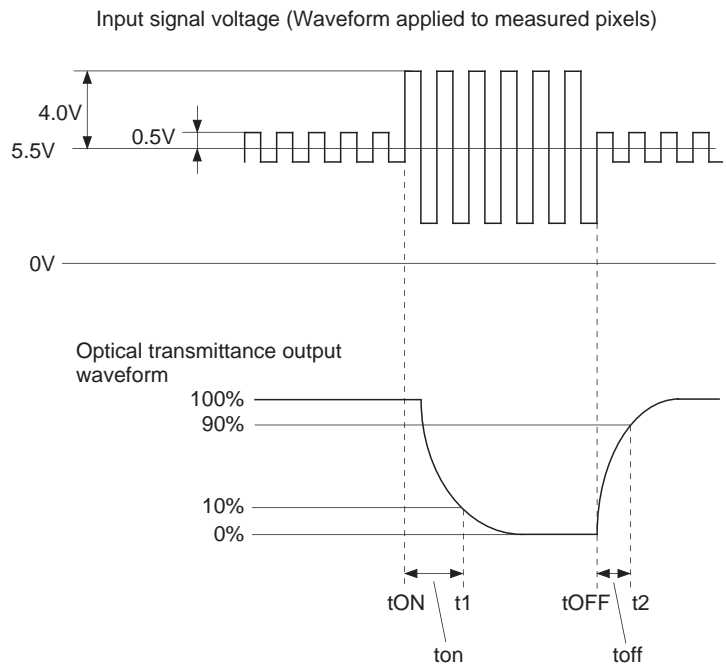 Input signal voltage (Waveform applied to measured pixels)
4.0V
0.5V
5.5V
0V
Optical transmittance output
waveform
100%
90%
10%
0%
tON t1 tOFF t2
ton toff